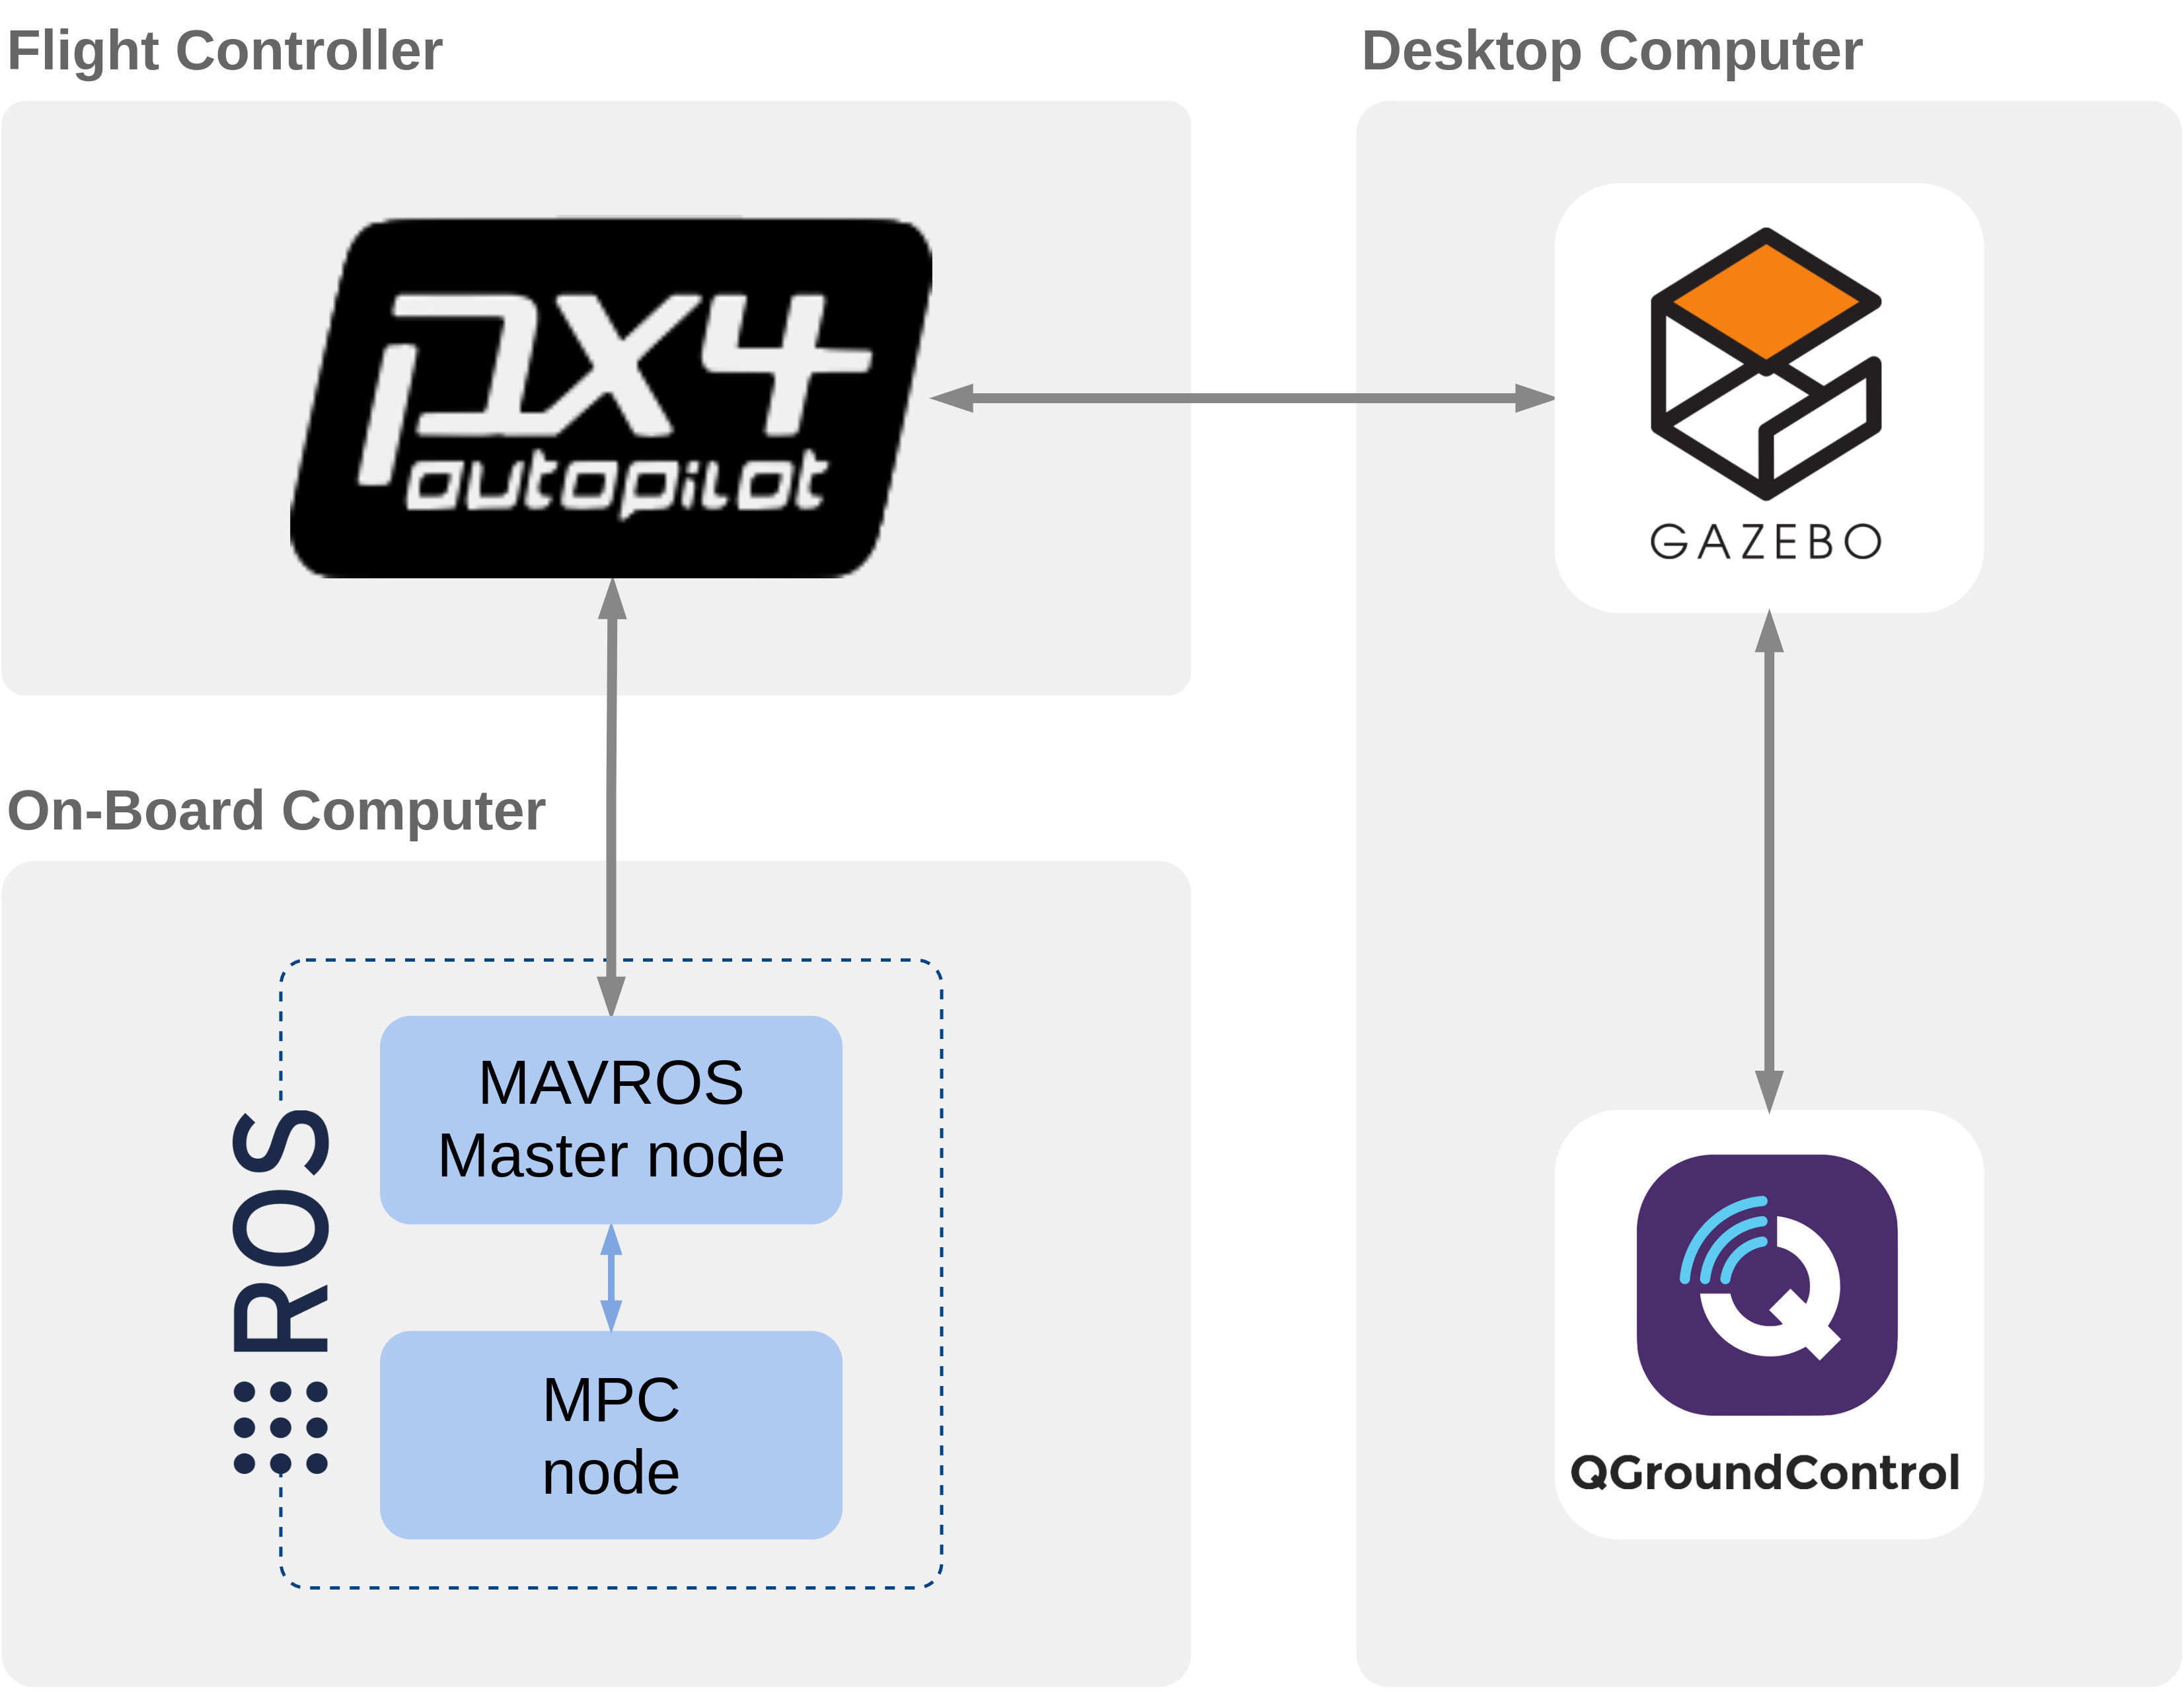 Flight Controller
PX4
autopilot
On-Board Computer
ROS
MAVROS
Master node
MPC
node
Desktop Computer
GAZEBO
QGroundControl